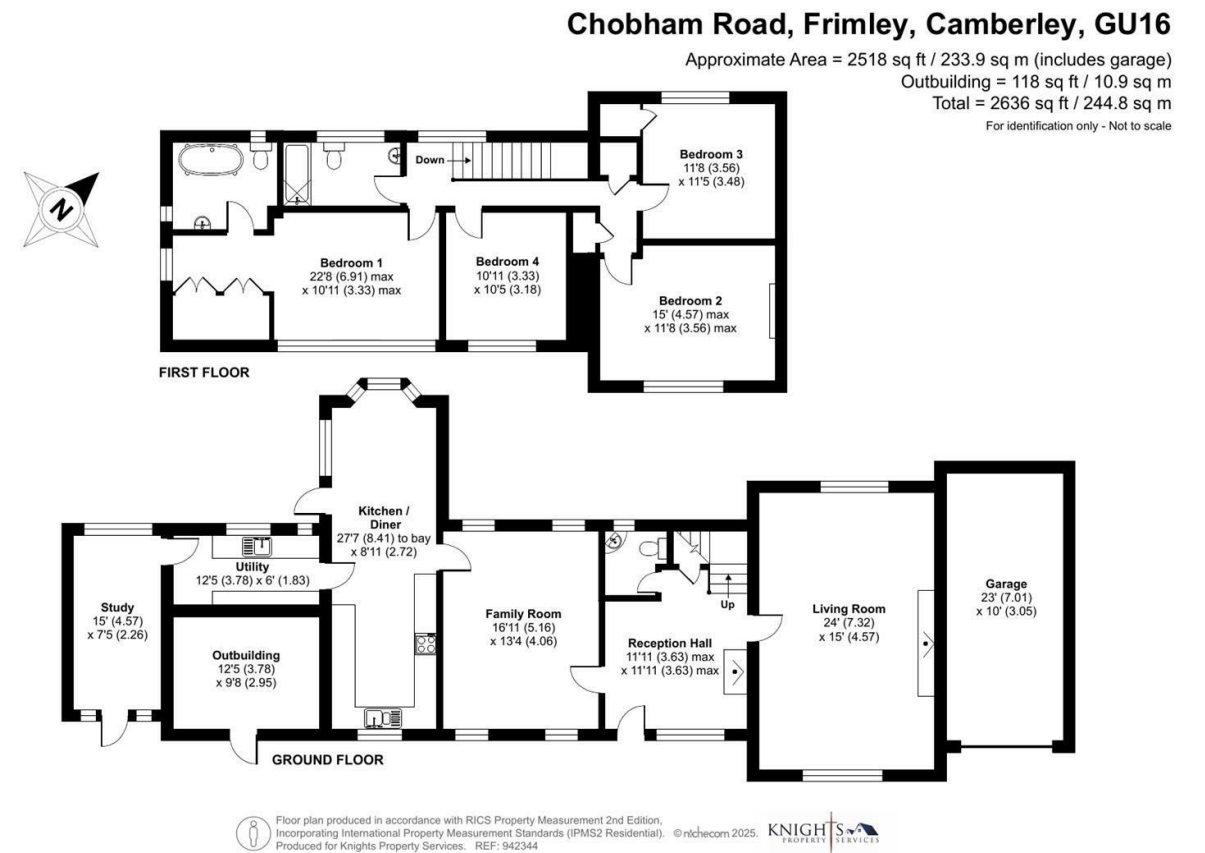 Chobham Road, Frimley, Camberley, GU16
Approximate Area = 2518 sq ft / 233.9 sq m (includes garage)
Outbuilding = 118 sq ft / 10.9 sq m
Total = 2636 sq ft / 244.8 sq m
For identification only - Not to scale
N
Down
Bedroom 3
11'8 (3.56)
x 11'5 (3.48)
Bedroom 1
22'8 (6.91) max
x 10'11 (3.33) max
Bedroom 4
10'11 (3.33)
x 10'5 (3.18)
Bedroom 2
15' (4.57) max
x 11'8 (3.56) max
FIRST FLOOR
Kitchen /
Diner
27'7 (8.41) to bay
x 8'11 (2.72)
Utility
12'5 (3.78) x 6' (1.83)
Study
15' (4.57)
x 7'5 (2.26)
Outbuilding
12'5 (3.78)
x 9'8 (2.95)
Family Room
16'11 (5.16)
x 13'4 (4.06)
Up
Reception Hall
11'11 (3.63) max
x 11'11 (3.63) max
Living Room
24' (7.32)
x 15' (4.57)
Garage
23' (7.01)
x 10' (3.05)
GROUND FLOOR
Floor plan produced in accordance with RICS Property Measurement 2nd Edition,
Incorporating International Property Measurement Standards (IPMS2 Residential). © nichecom 2025.
Produced for Knights Property Services. REF: 942344
KNIGHTS
PROPERTY SERVICES